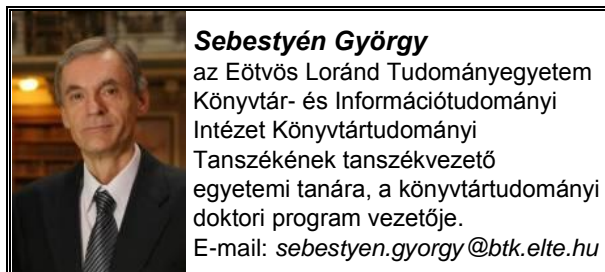 Sebestyén György
az Eötvös Loránd Tudományegyetem
Könyvtár- és Információtudományi
Intézet Könyvtártudományi
Tanszékének tanszékvezető
egyetemi tanára, a könyvtártudományi
doktori program vezetője.
E-mail: sebestyen.gyorgy@btk.elte.hu